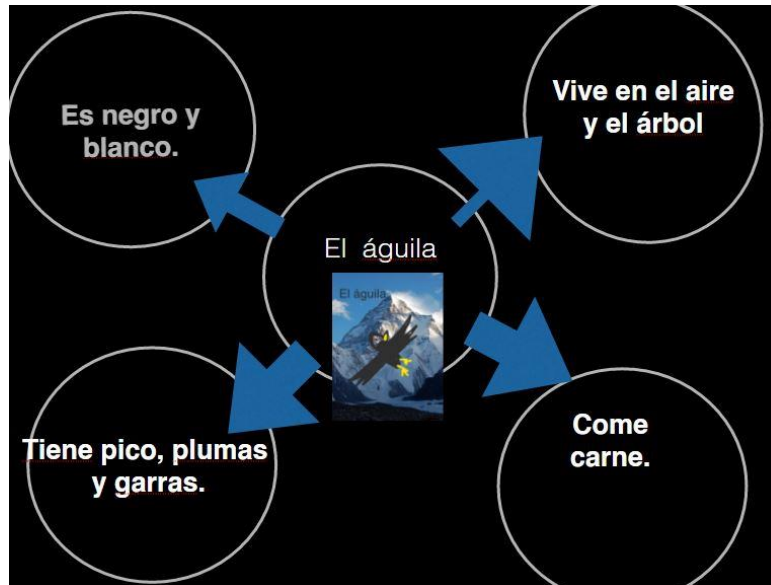 Es negro y
blanco.
Vive en el aire
y el árbol
El águila
El águila
Tiene pico, plumas
y garras.
Come
carne.